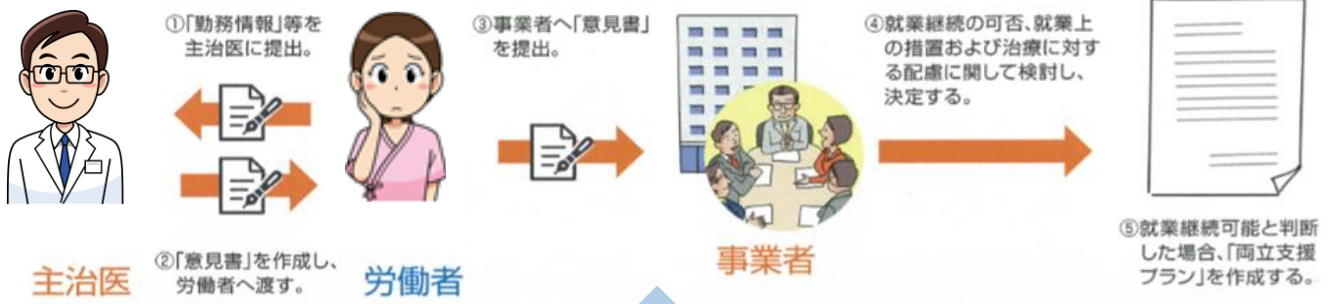 ①「勤務情報」等を
主治医に提出。
②「意見書」を作成し、
労働者へ渡す。
主治医
労働者
③事業者へ「意見書」
を提出。
事業者
④就業継続の可否、就業上
の措置および治療に対す
る配慮に関して検討し、
決定する。
⑤就業継続可能と判断
した場合、「両立支援
プラン」を作成する。